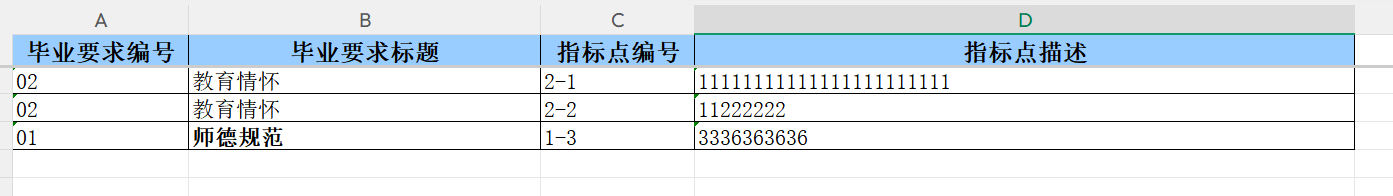 A B C D
毕业要求编号 毕业要求标题 指标点编号 指标点描述
02 教育情怀 2-1 11111111111111111111111
02 教育情怀 2-2 11222222
01 师德规范 1-3 3336363636